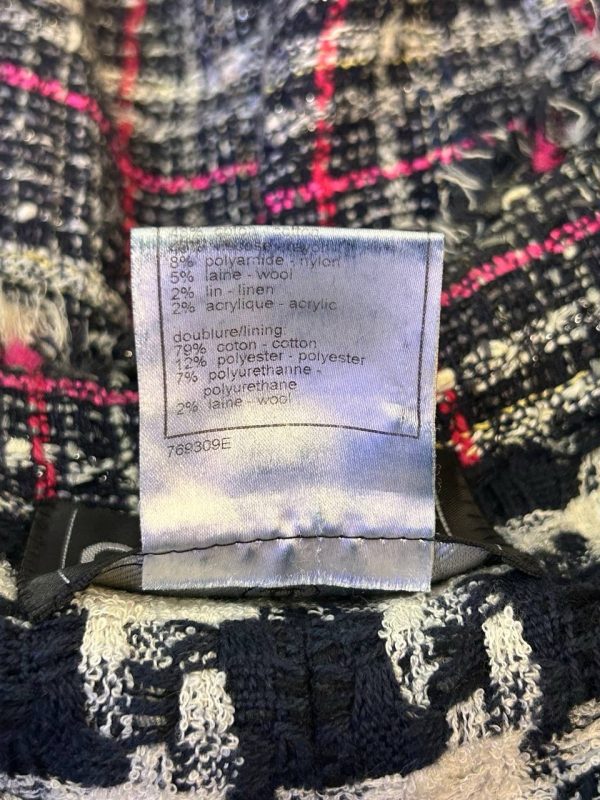 8% polyamide - nylon
5% laine - wool
2% lin - linen
2% acrylique - acrylic
doublure/lining:
79% coton - cotton
12% polyester - polyester
7% polyurethanne -
polyurethane
2% laine - wool
769309E